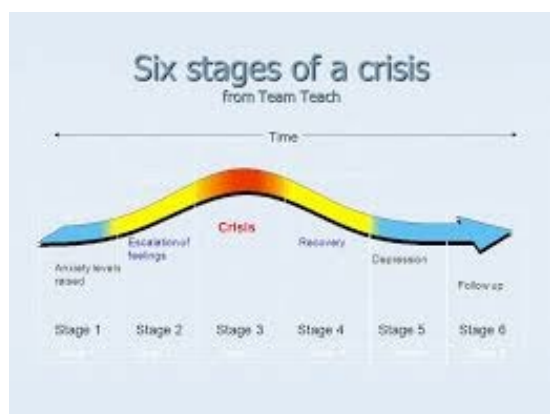 Six stages of a crisis
from Team Teach
Time
Crisis
Escalation of
feelings
Recovery
Anxiety levels
raised
Depression
Follow up
Stage 1 Stage 2 Stage 3 Stage 4 Stage 5 Stage 6